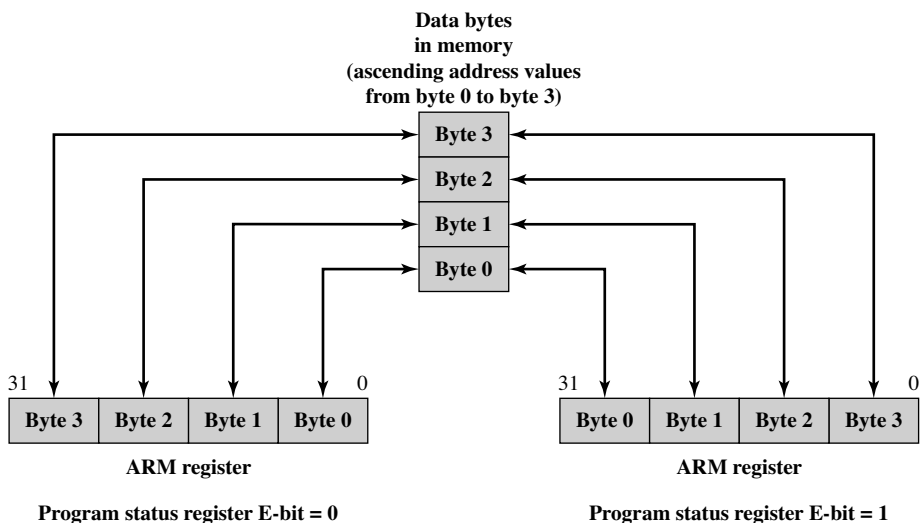 Data bytes
in memory
(ascending address values
from byte 0 to byte 3)
Byte 3
Byte 2
Byte 1
Byte 0
31 0
Byte 3 Byte 2 Byte 1 Byte 0
ARM register
Program status register E-bit = 0
31 0
Byte 0 Byte 1 Byte 2 Byte 3
ARM register
Program status register E-bit = 1